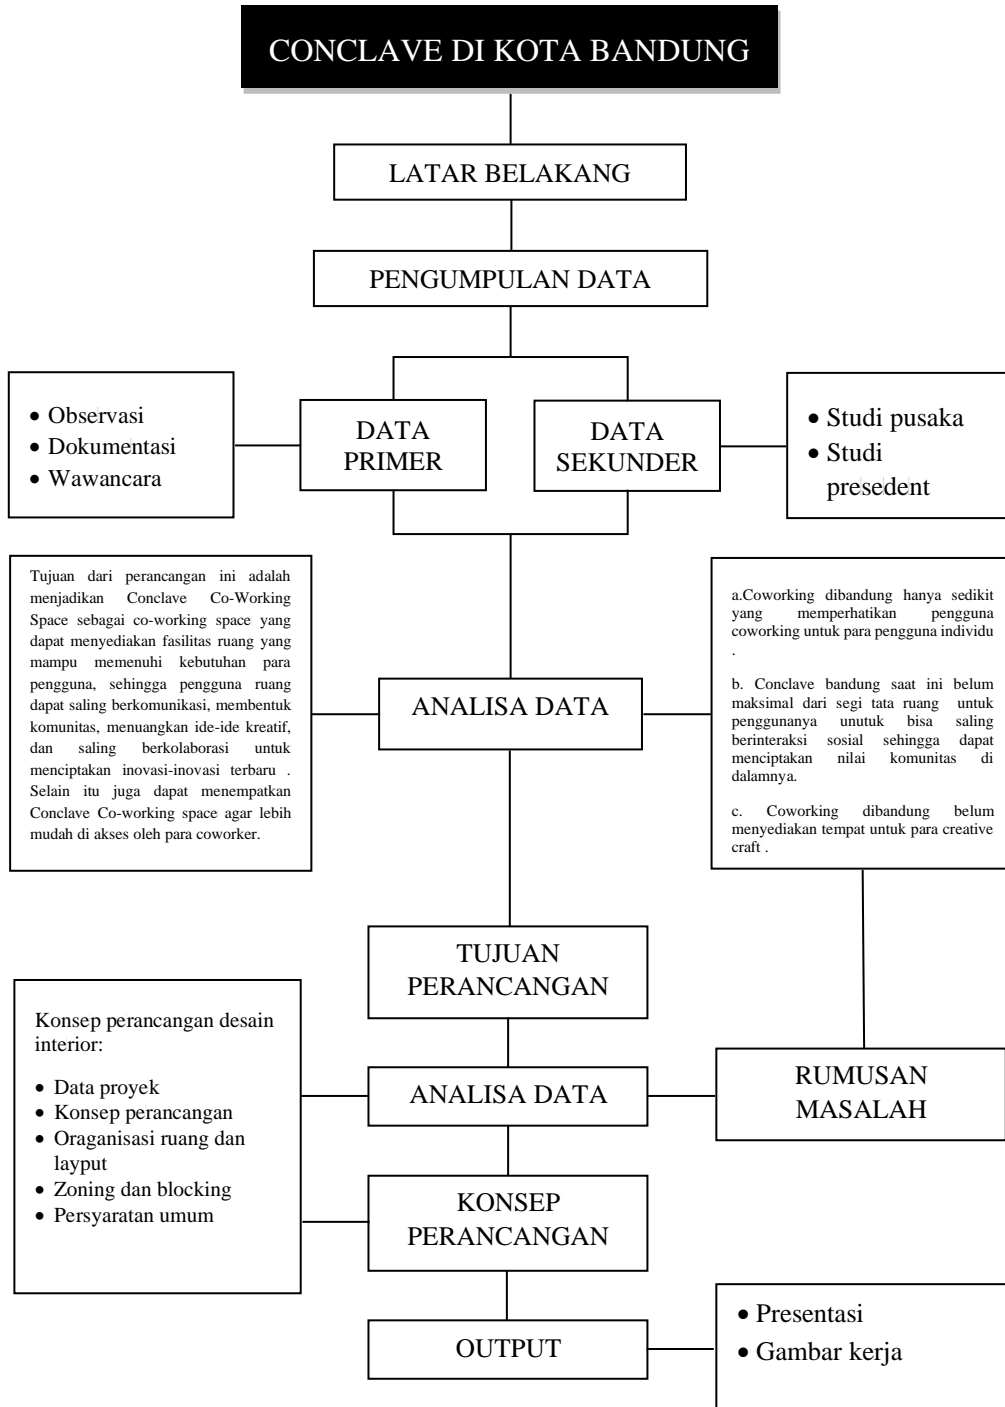 CONCLAVE DI KOTA BANDUNG
LATAR BELAKANG
PENGUMPULAN DATA
• Observasi
• Dokumentasi
• Wawancara
DATA
PRIMER
DATA
SEKUNDER
• Studi pusaka
• Studi
presedent
Tujuan dari perancangan ini adalah
menjadikan Conclave Co-Working
Space sebagai co-working space yang
dapat menyediakan fasilitas ruang yang
mampu memenuhi kebutuhan para
pengguna, sehingga pengguna ruang
dapat saling berkomunikasi, membentuk
komunitas, menuangkan ide-ide kreatif,
dan saling berkolaborasi untuk
menciptakan inovasi-inovasi terbaru .
Selain itu juga dapat menempatkan
Conclave Co-working space agar lebih
mudah di akses oleh para coworker.
ANALISA DATA
a.Coworking dibandung hanya sedikit
yang memperhatikan pengguna
coworking untuk para pengguna individu
.
b. Conclave bandung saat ini belum
maksimal dari segi tata ruang untuk
penggunanya unutuk bisa saling
berinteraksi sosial sehingga dapat
menciptakan nilai komunitas di
dalamnya.
c. Coworking dibandung belum
menyediakan tempat untuk para creative
craft .
TUJUAN
PERANCANGAN
Konsep perancangan desain
interior:
• Data proyek
• Konsep perancangan
• Oraganisasi ruang dan
layput
• Zoning dan blocking
• Persyaratan umum
ANALISA DATA
RUMUSAN
MASALAH
KONSEP
PERANCANGAN
OUTPUT
• Presentasi
• Gambar kerja